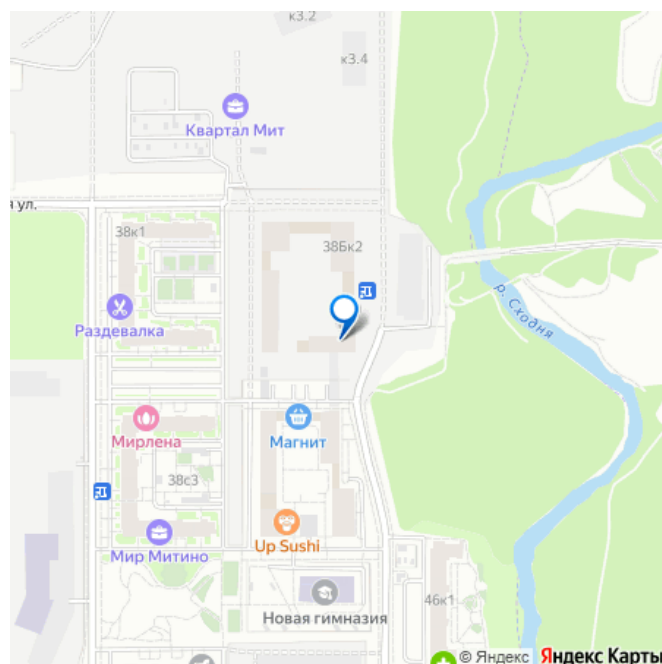 к3.2
к3.4
Квартал Мит
я ул.
38к1
38Бк2
р. Сходня
Раздевалка
Мирлена
Магнит
38с3
Up Sushi
Мир Митино
Новая гимназия
46к1
© Яндекс Яндекс Карты